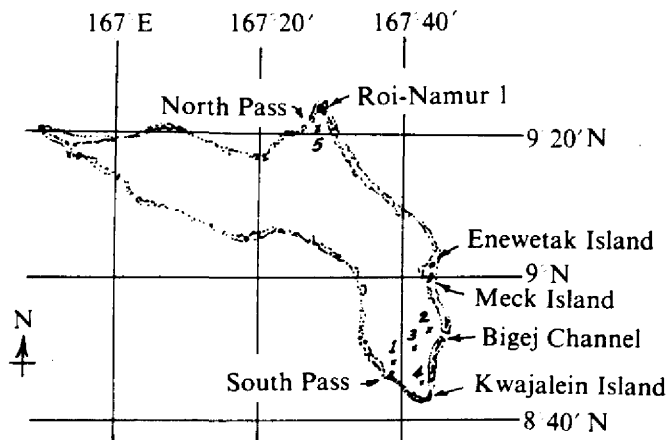 167° E 167° 20′ 167° 40′
North Pass Roi-Namur 1
5 9° 20′ N
Enewetak Island
9° N
Meck Island
N 2
3 Bigej Channel
1
4
South Pass Kwajalein Island
8° 40′ N